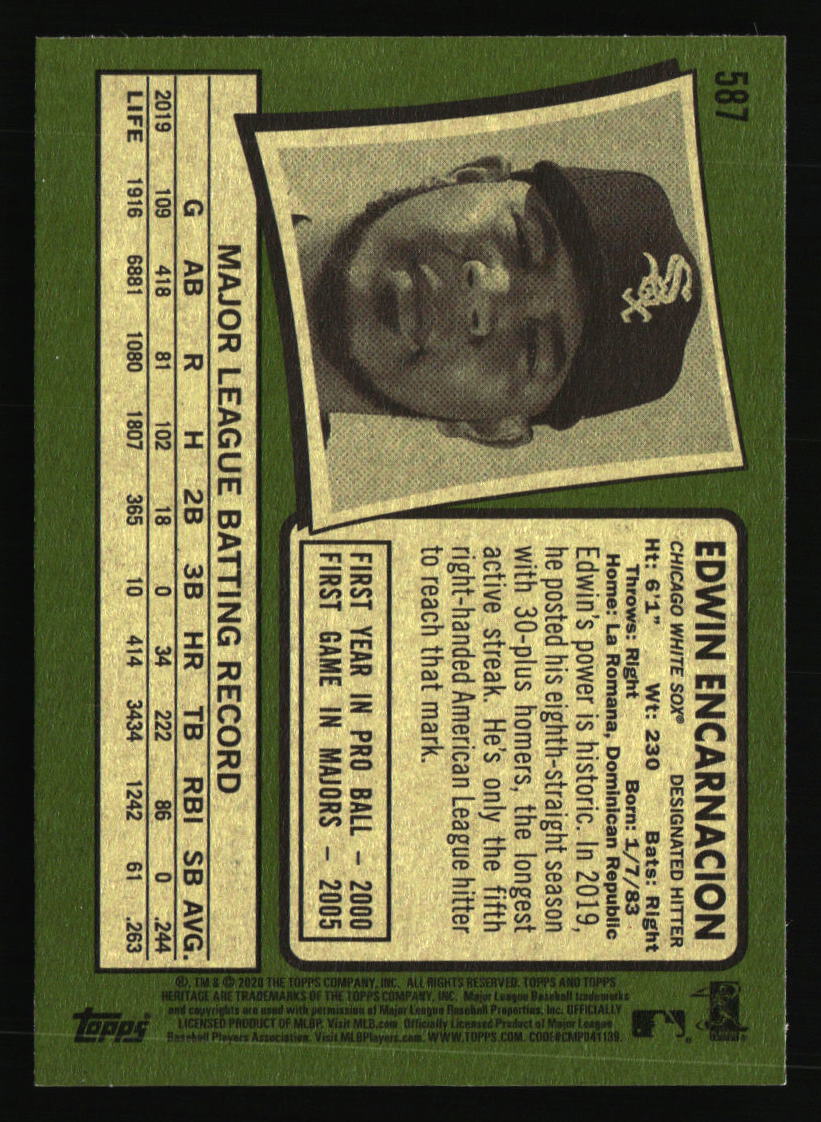 587
EDWIN ENCARNACION
CHICAGO WHITE SOX® DESIGNATED HITTER
Ht: 6'1" Wt: 230 Bats: Right
Throws: Right Born: 1/7/83
Home: La Romana, Dominican Republic
Edwin's power is historic. In 2019,
he posted his eighth-straight season
with 30-plus homers, the longest
active streak. He's only the fifth
right-handed American League hitter
to reach that mark.
FIRST YEAR IN PRO BALL – 2000
FIRST GAME IN MAJORS – 2005
MAJOR LEAGUE BATTING RECORD
G AB R H 2B 3B HR TB RBI SB AVG.
2019 109 418 81 102 18 0 34 222 86 0 .244
LIFE 1916 6881 1080 1807 365 10 414 3434 1242 61 .263
®, TM & © 2020 THE TOPPS COMPANY, INC. ALL RIGHTS RESERVED. TOPPS AND TOPPS
HERITAGE ARE TRADEMARKS OF THE TOPPS COMPANY, INC. Major League Baseball trademarks
and copyrights are used with permission of Major League Baseball Properties, Inc. OFFICIALLY
LICENSED PRODUCT OF MLBP. Visit MLB.com Officially Licensed Product of Major League
Baseball Players Association. Visit MLBPlayers.com. WWW.TOPPS.COM. CODE#CMP041139.
Topps